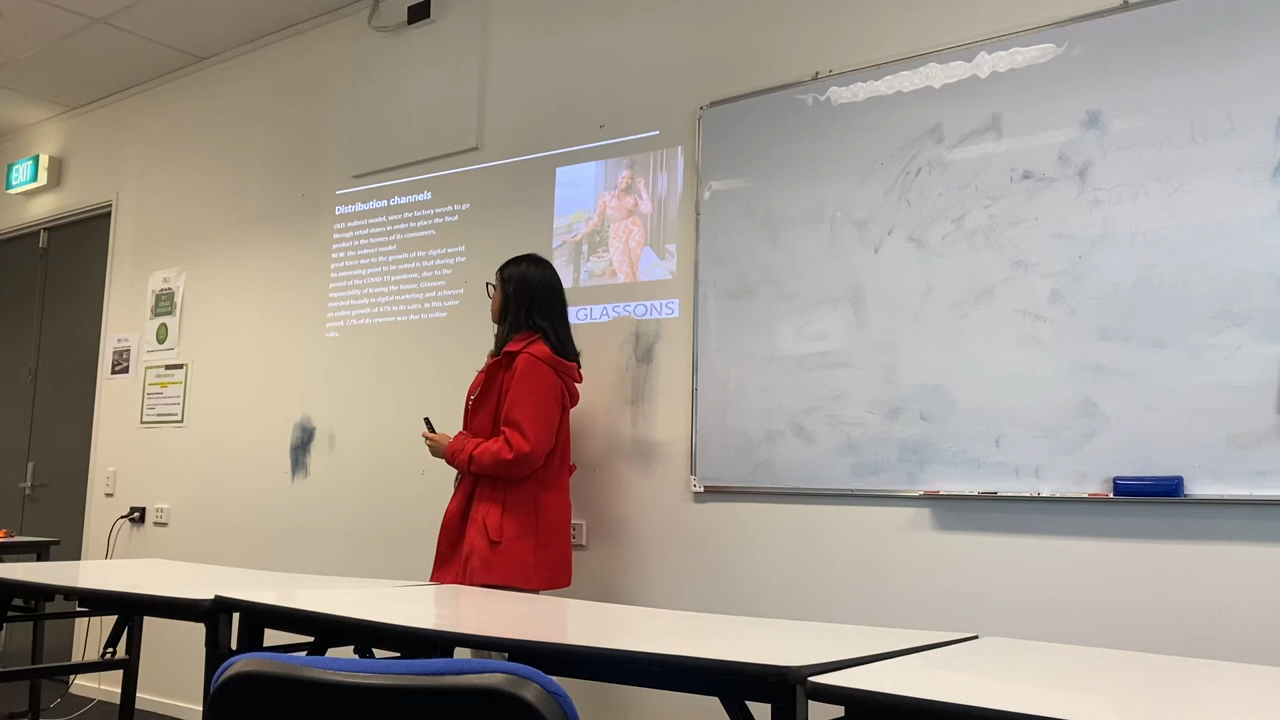 EXIT
Distribution channels
OLD: indirect model, since the factory needs to go
through retail stores in order to place the final
product in the homes of its consumers.
NEW: the indirect model
great force due to the growth of the digital world.
An interesting point to be noted is that during the
period of the COVID-19 pandemic, due to the
impossibility of leaving the house, Glassons
invested heavily in digital marketing and achieved
an online growth of 47% in its sales. In this same
period, 22% of its revenue was due to online
sales.
GLASSONS